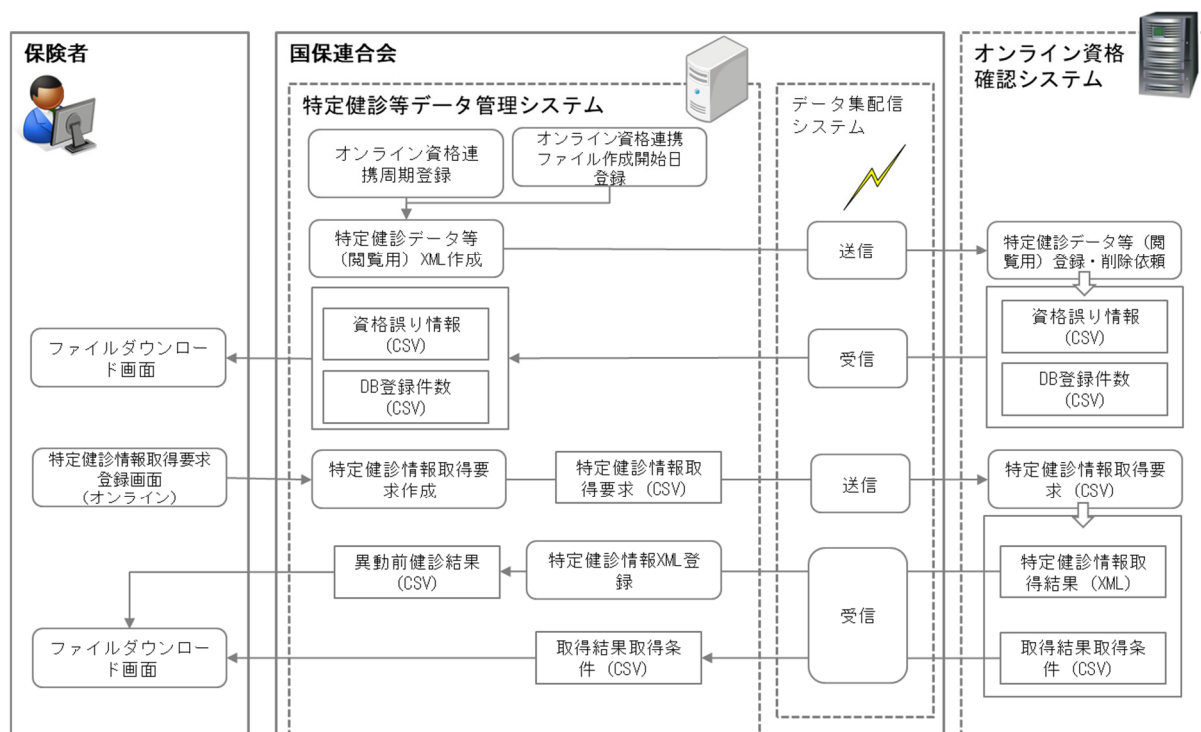 保険者
国保連合会
オンライン資格
確認システム
特定健診等データ管理システム
データ集配信
システム
オンライン資格連
携周期登録
オンライン資格連携
ファイル作成開始日
登録
特定健診データ等
(閲覧用) XML作成
送信
特定健診データ等 (閲
覧用) 登録・削除依頼
ファイルダウンロー
ド画面
資格誤り情報
(CSV)
DB登録件数
(CSV)
受信
資格誤り情報
(CSV)
DB登録件数
(CSV)
特定健診情報取得要求
登録画面
(オンライン)
特定健診情報取得要
求作成
特定健診情報取
得要求 (CSV)
送信
特定健診情報取得要
求 (CSV)
異動前健診結果
(CSV)
特定健診情報XML登
録
受信
特定健診情報取
得結果 (XML)
ファイルダウンロー
ド画面
取得結果取得条
件 (CSV)
取得結果取得条
件 (CSV)